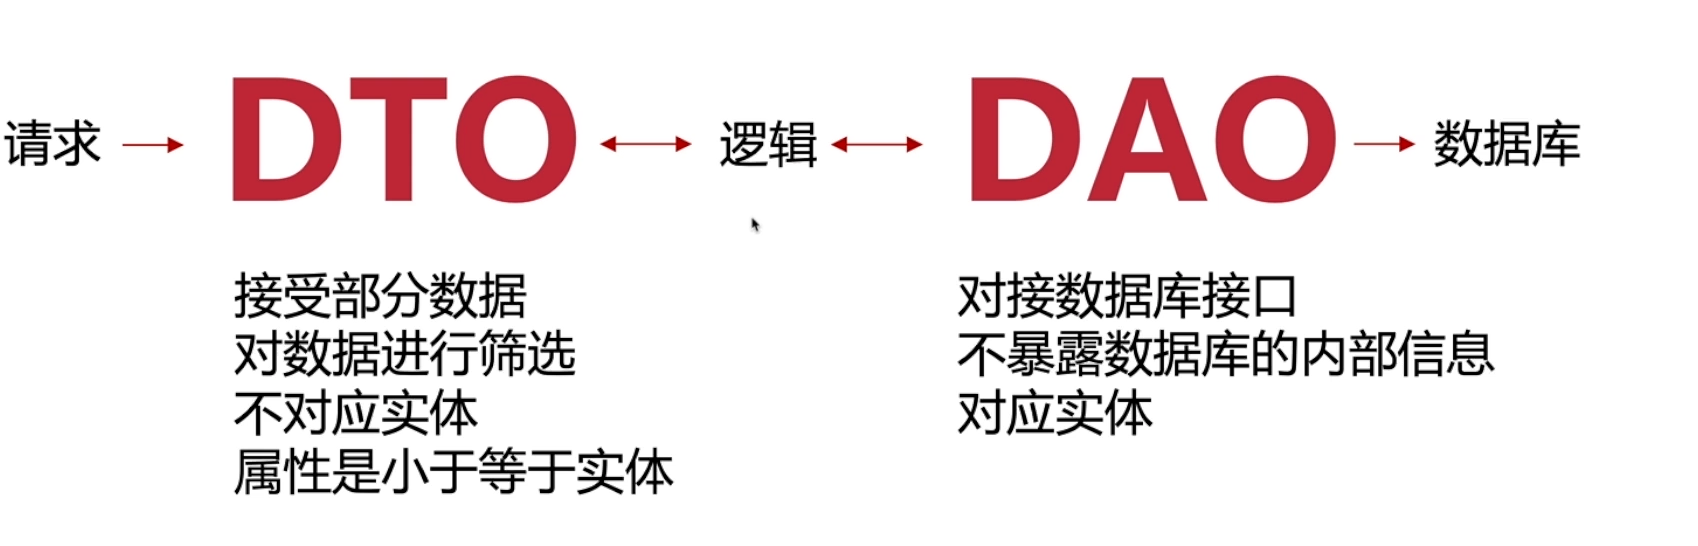 请求 DTO 逻辑 DAO 数据库
接受部分数据
对数据进行筛选
不对应实体
属性是小于等于实体
对接数据库接口
不暴露数据库的内部信息
对应实体